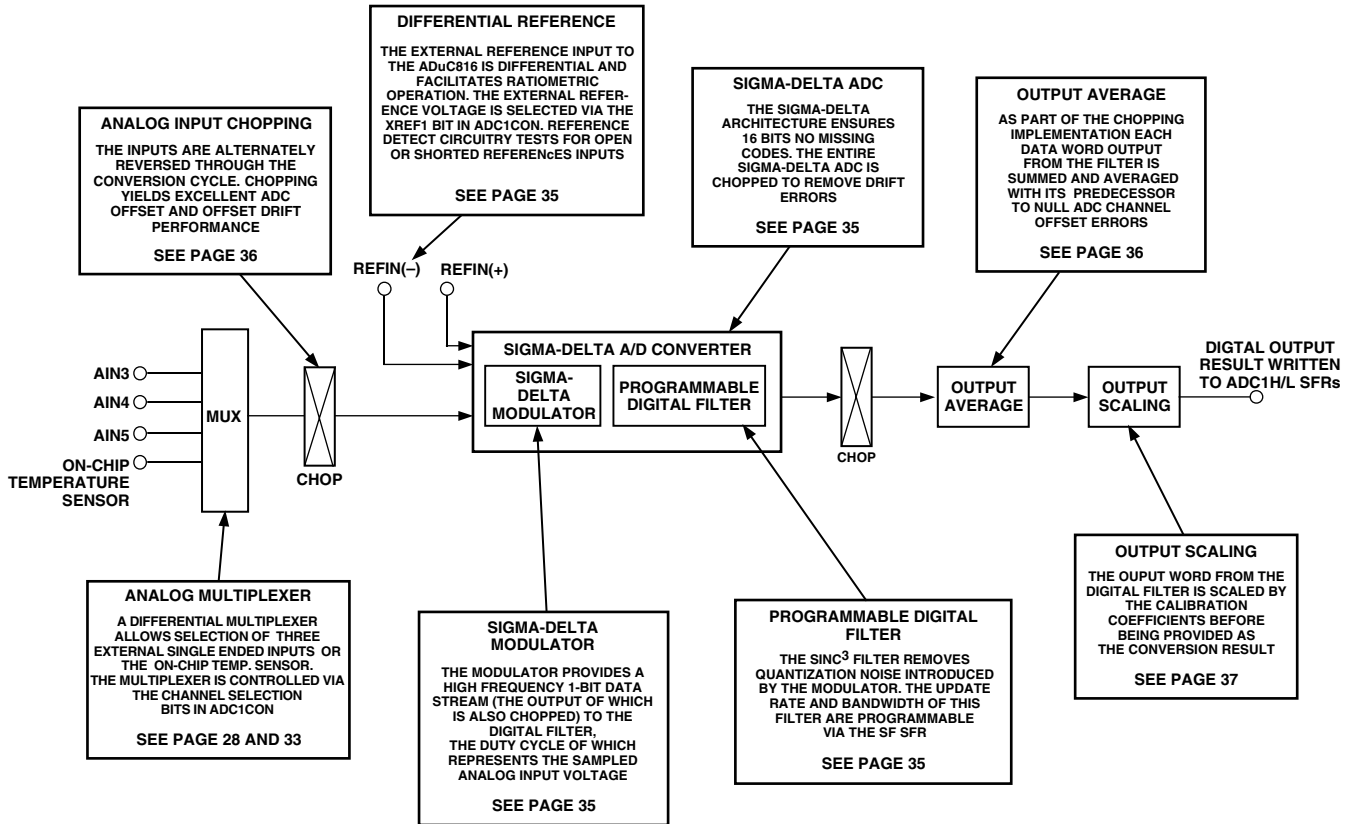 DIFFERENTIAL REFERENCE
THE EXTERNAL REFERENCE INPUT TO
THE ADuC816 IS DIFFERENTIAL AND
FACILITATES RATIOMETRIC
OPERATION. THE EXTERNAL REFER-
ENCE VOLTAGE IS SELECTED VIA THE
XREF1 BIT IN ADC1CON. REFERENCE
DETECT CIRCUITRY TESTS FOR OPEN
OR SHORTED REFERENcES INPUTS
SEE PAGE 35
SIGMA-DELTA ADC
THE SIGMA-DELTA
ARCHITECTURE ENSURES
16 BITS NO MISSING
CODES. THE ENTIRE
SIGMA-DELTA ADC IS
CHOPPED TO REMOVE DRIFT
ERRORS
SEE PAGE 35
OUTPUT AVERAGE
AS PART OF THE CHOPPING
IMPLEMENTATION EACH
DATA WORD OUTPUT
FROM THE FILTER IS
SUMMED AND AVERAGED
WITH ITS PREDECESSOR
TO NULL ADC CHANNEL
OFFSET ERRORS
SEE PAGE 36
ANALOG INPUT CHOPPING
THE INPUTS ARE ALTERNATELY
REVERSED THROUGH THE
CONVERSION CYCLE. CHOPPING
YIELDS EXCELLENT ADC
OFFSET AND OFFSET DRIFT
PERFORMANCE
SEE PAGE 36
REFIN(–) REFIN(+)
AIN3
AIN4
AIN5
ON-CHIP
TEMPERATURE
SENSOR
MUX
CHOP
SIGMA-DELTA A/D CONVERTER
SIGMA-
DELTA
MODULATOR
PROGRAMMABLE
DIGITAL FILTER
CHOP
OUTPUT
AVERAGE
OUTPUT
SCALING
DIGTAL OUTPUT
RESULT WRITTEN
TO ADC1H/L SFRs
ANALOG MULTIPLEXER
A DIFFERENTIAL MULTIPLEXER
ALLOWS SELECTION OF THREE
EXTERNAL SINGLE ENDED INPUTS OR
THE ON-CHIP TEMP. SENSOR.
THE MULTIPLEXER IS CONTROLLED VIA
THE CHANNEL SELECTION
BITS IN ADC1CON
SEE PAGE 28 AND 33
SIGMA-DELTA
MODULATOR
THE MODULATOR PROVIDES A
HIGH FREQUENCY 1-BIT DATA
STREAM (THE OUTPUT OF WHICH
IS ALSO CHOPPED) TO THE
DIGITAL FILTER,
THE DUTY CYCLE OF WHICH
REPRESENTS THE SAMPLED
ANALOG INPUT VOLTAGE
SEE PAGE 35
PROGRAMMABLE DIGITAL
FILTER
THE SINC³ FILTER REMOVES
QUANTIZATION NOISE INTRODUCED
BY THE MODULATOR. THE UPDATE
RATE AND BANDWIDTH OF THIS
FILTER ARE PROGRAMMABLE
VIA THE SF SFR
SEE PAGE 35
OUTPUT SCALING
THE OUPUT WORD FROM THE
DIGITAL FILTER IS SCALED BY
THE CALIBRATION
COEFFICIENTS BEFORE
BEING PROVIDED AS
THE CONVERSION RESULT
SEE PAGE 37